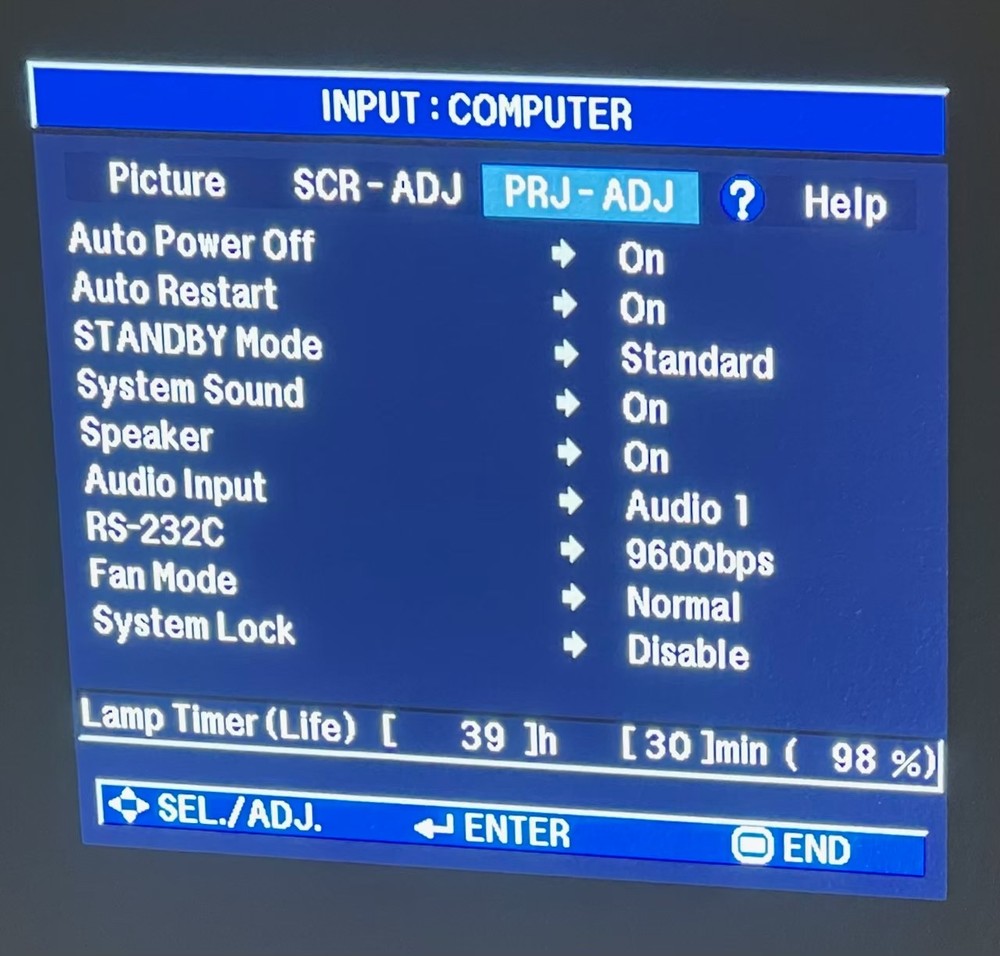 INPUT : COMPUTER
Picture SCR - ADJ PRJ - ADJ ? Help
Auto Power Off On
Auto Restart On
STANDBY Mode Standard
System Sound On
Speaker On
Audio Input Audio 1
RS-232C 9600bps
Fan Mode Normal
System Lock Disable
Lamp Timer (Life) [ 39 ]h [ 30 ]min ( 98 %)
SEL./ADJ. ENTER END